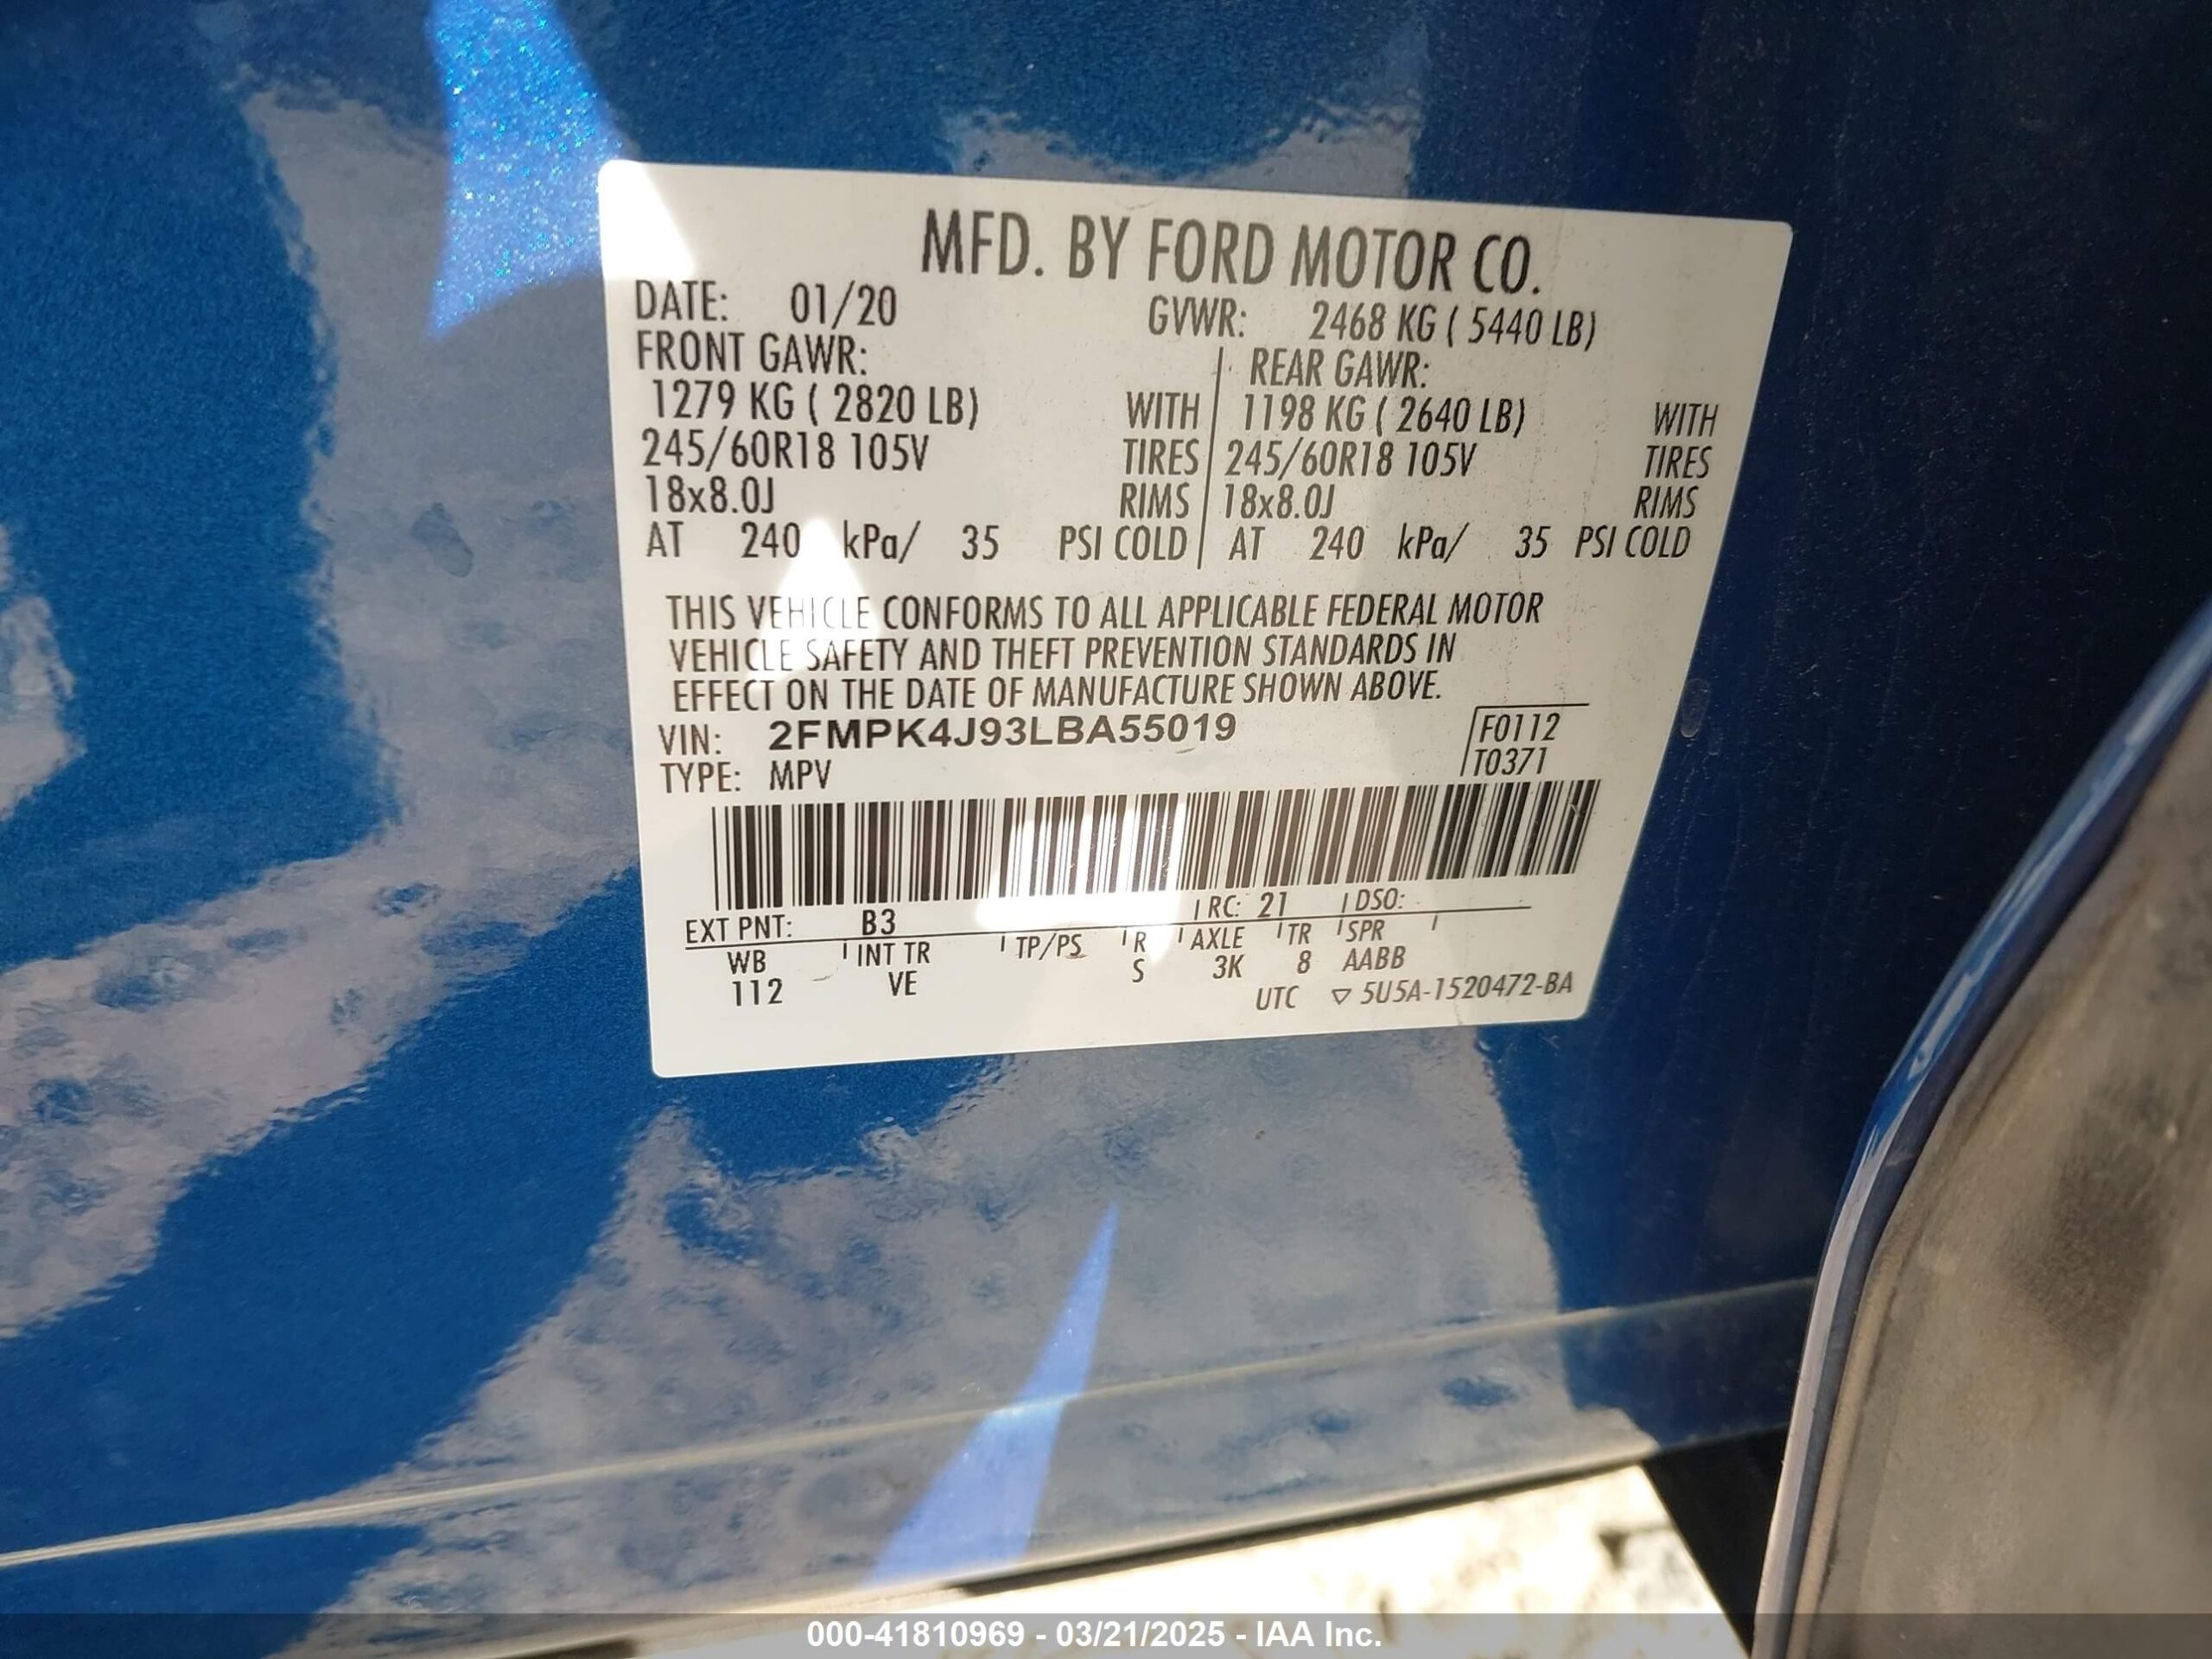 MFD. BY FORD MOTOR CO.
DATE: 01/20 GVWR: 2468 KG ( 5440 LB)
FRONT GAWR: REAR GAWR:
1279 KG ( 2820 LB) WITH 1198 KG ( 2640 LB) WITH
245/60R18 105V TIRES 245/60R18 105V TIRES
18x8.0J RIMS 18x8.0J RIMS
AT 240 kPa/ 35 PSI COLD AT 240 kPa/ 35 PSI COLD
THIS VEHICLE CONFORMS TO ALL APPLICABLE FEDERAL MOTOR
VEHICLE SAFETY AND THEFT PREVENTION STANDARDS IN
EFFECT ON THE DATE OF MANUFACTURE SHOWN ABOVE.
VIN: 2FMPK4J93LBA55019 F0112
TYPE: MPV T0371
EXT PNT: B3 RC: 21 DSO:
WB INT TR TP/PS R AXLE TR SPR
112 VE S 3K 8 AABB
UTC ▽ 5U5A-1520472-BA
000-41810969 - 03/21/2025 - IAA Inc.